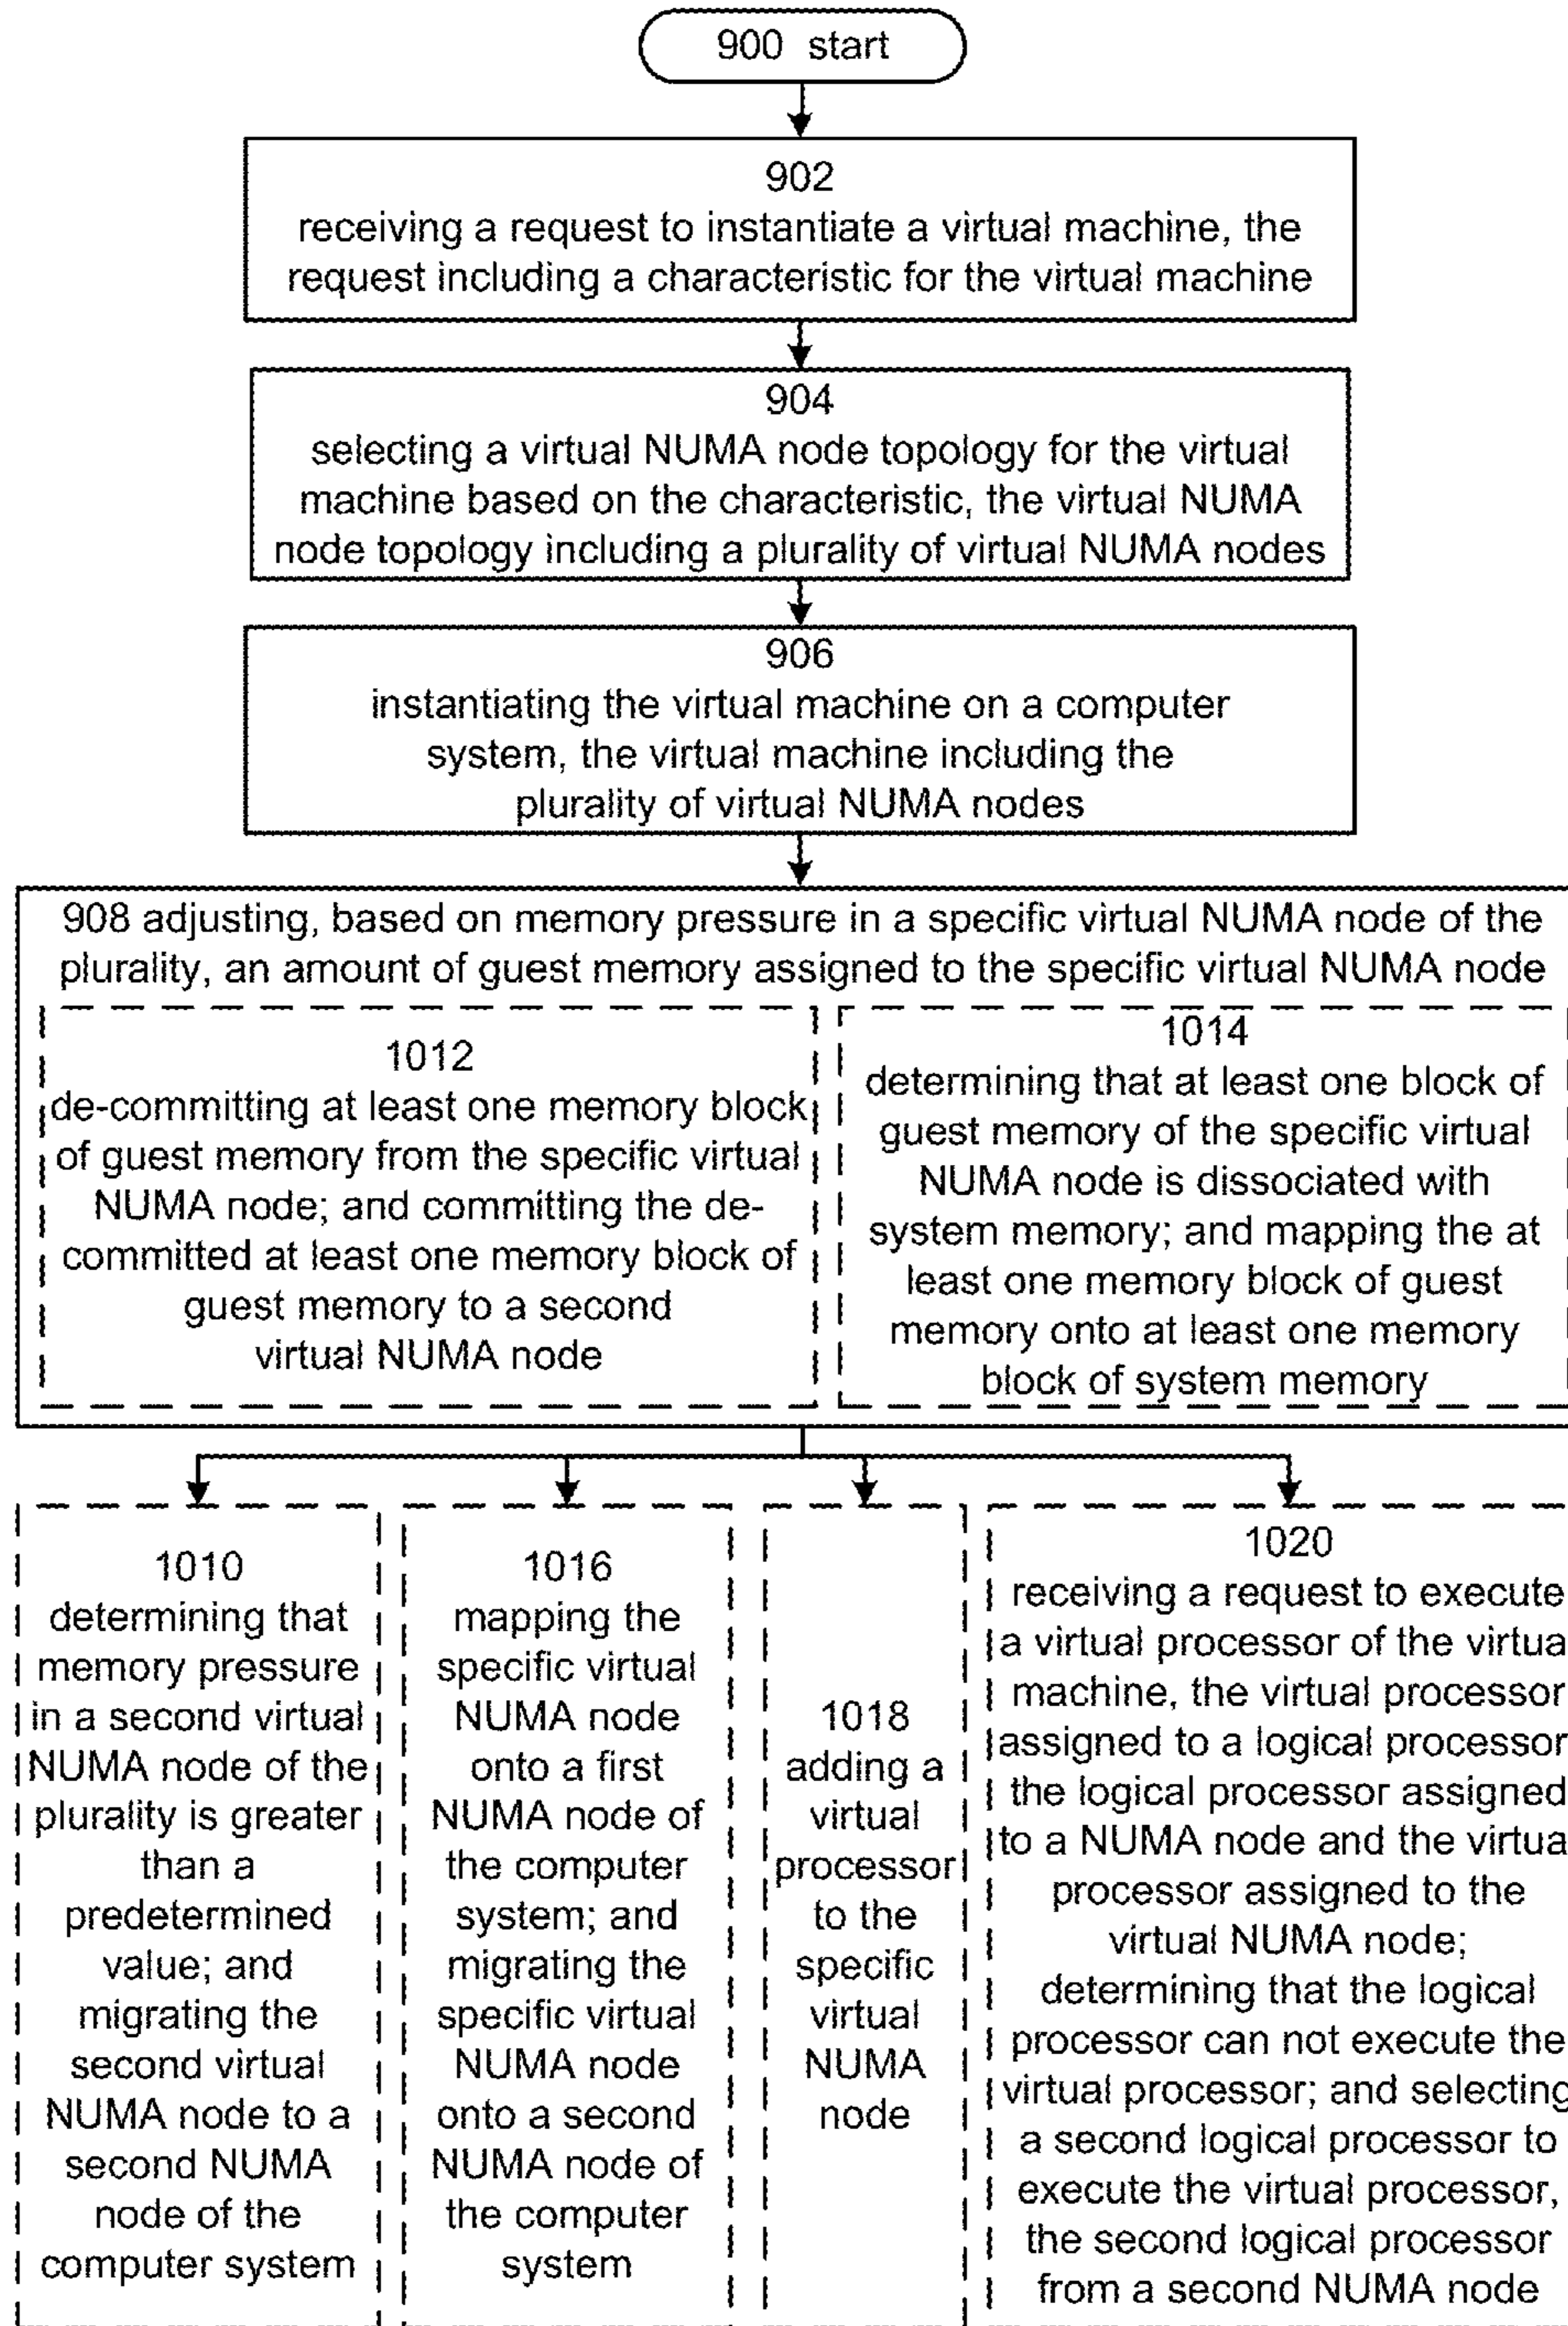 900 start
902
receiving a request to instantiate a virtual machine, the
request including a characteristic for the virtual machine
904
selecting a virtual NUMA node topology for the virtual
machine based on the characteristic, the virtual NUMA
node topology including a plurality of virtual NUMA nodes
906
instantiating the virtual machine on a computer
system, the virtual machine including the
plurality of virtual NUMA nodes
908 adjusting, based on memory pressure in a specific virtual NUMA node of the
plurality, an amount of guest memory assigned to the specific virtual NUMA node
1012
de-committing at least one memory block
of guest memory from the specific virtual
NUMA node; and committing the de-
committed at least one memory block of
guest memory to a second
virtual NUMA node
1014
determining that at least one block of
guest memory of the specific virtual
NUMA node is dissociated with
system memory; and mapping the at
least one memory block of guest
memory onto at least one memory
block of system memory
1010
determining that
memory pressure
in a second virtual
NUMA node of the
plurality is greater
than a
predetermined
value; and
migrating the
second virtual
NUMA node to a
second NUMA
node of the
computer system
1016
mapping the
specific virtual
NUMA node
onto a first
NUMA node of
the computer
system; and
migrating the
specific virtual
NUMA node
onto a second
NUMA node of
the computer
system
1018
adding a
virtual
processor
to the
specific
virtual
NUMA
node
1020
receiving a request to execute
a virtual processor of the virtua
machine, the virtual processor
assigned to a logical processor
the logical processor assigned
to a NUMA node and the virtua
processor assigned to the
virtual NUMA node;
determining that the logical
processor can not execute the
virtual processor; and selecting
a second logical processor to
execute the virtual processor,
the second logical processor
from a second NUMA node